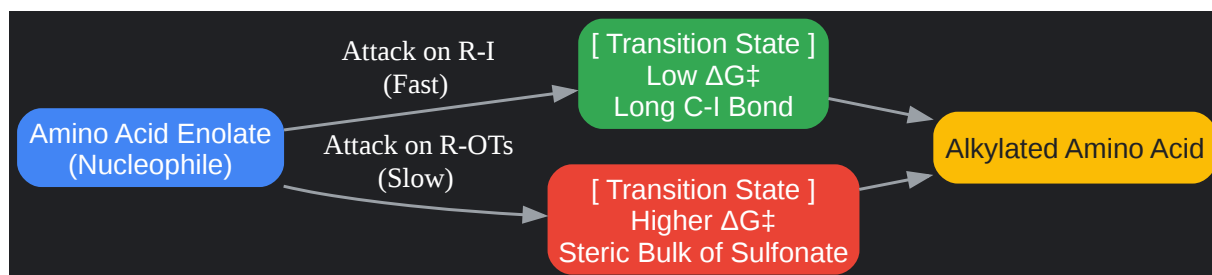 Amino Acid Enolate
(Nucleophile)
Attack on R-I
(Fast)
Attack on R-OTs
(Slow)
[ Transition State ]
Low ΔG‡
Long C-I Bond
[ Transition State ]
Higher ΔG‡
Steric Bulk of Sulfonate
Alkylated Amino Acid